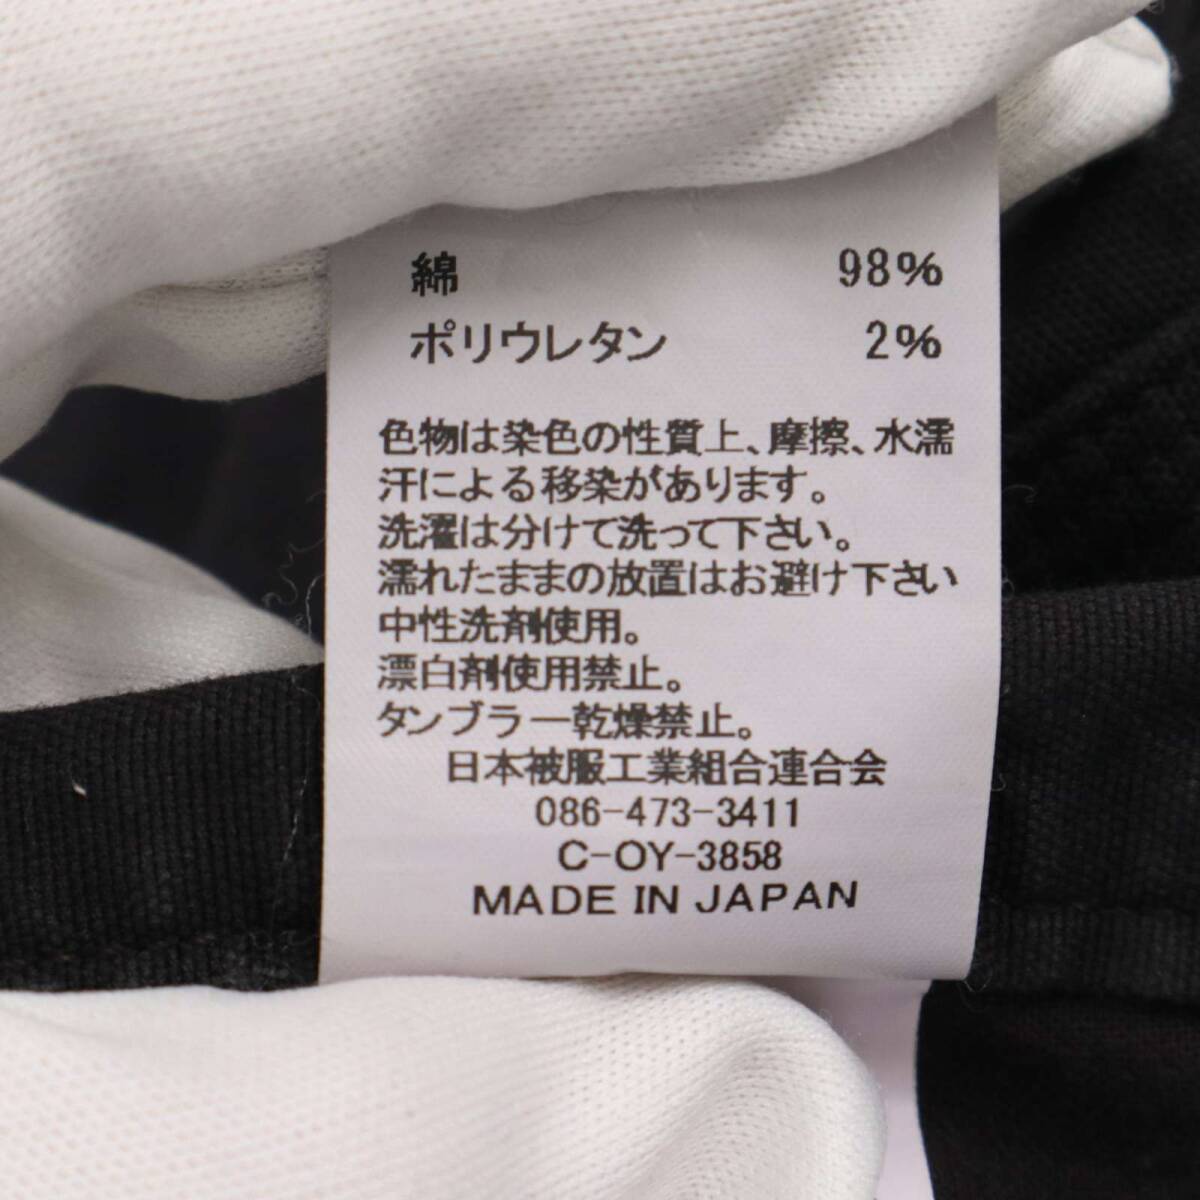 綿 98%
ポリウレタン 2%
色物は染色の性質上、摩擦、水濡
汗による移染があります。
洗濯は分けて洗って下さい。
濡れたままの放置はお避け下さい
中性洗剤使用。
漂白剤使用禁止。
タンブラー乾燥禁止。
日本被服工業組合連合会
086-473-3411
C-OY-3858
MADE IN JAPAN